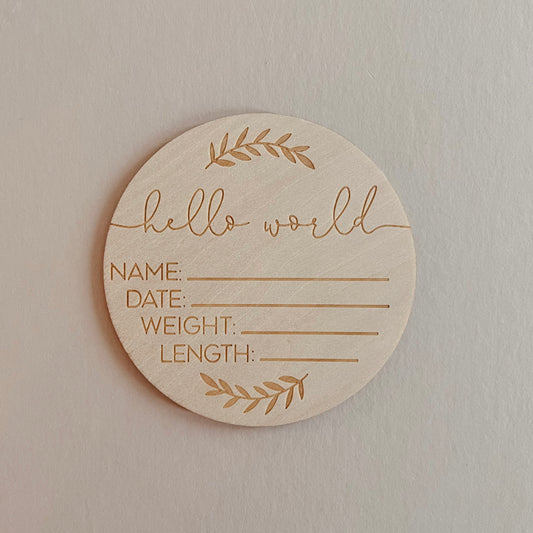 hello world
NAME:
DATE:
WEIGHT:
LENGTH: